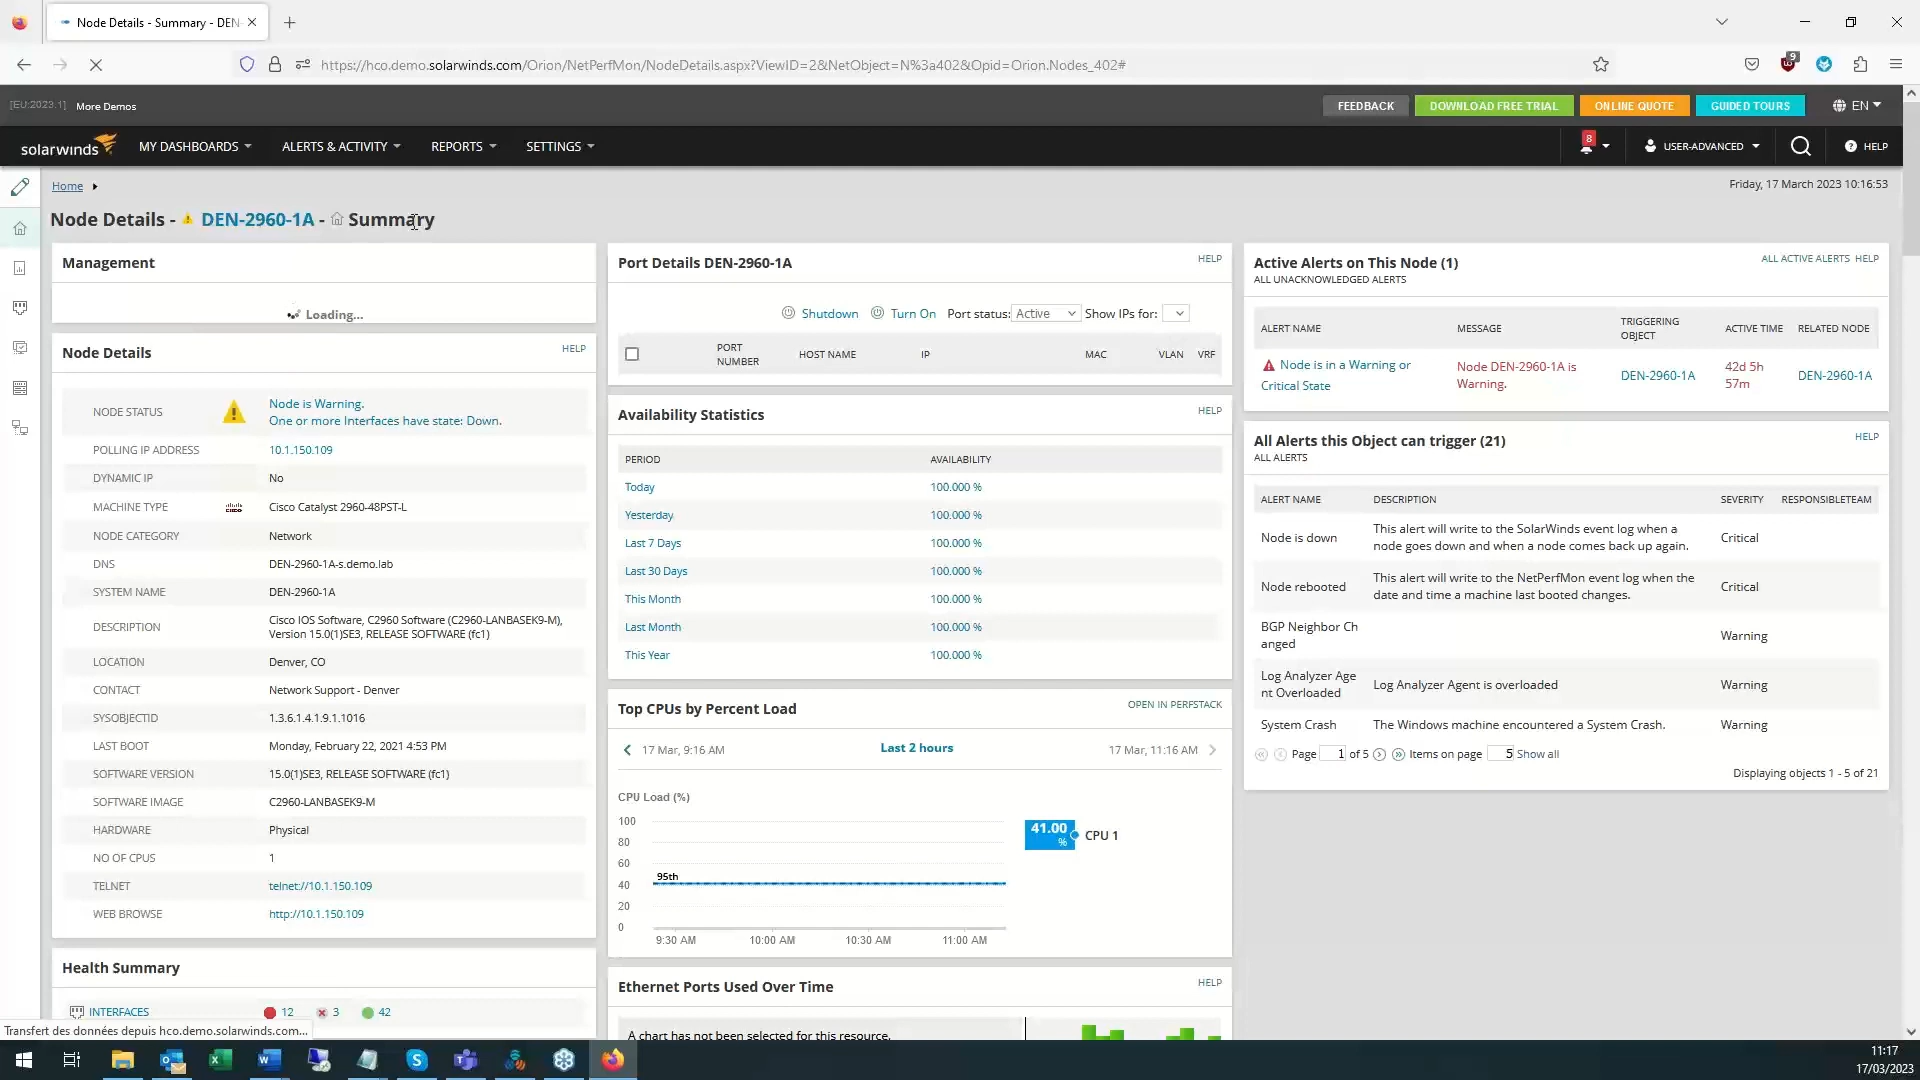 Node Details - Summary - DEN-
https://hco.demo.solarwinds.com/Orion/NetPerfMon/NodeDetails.aspx?ViewID=2&NetObject=N%3a402&Opid=Orion.Nodes_402#
9
[EU:2023.1] More Demos
FEEDBACK
DOWNLOAD FREE TRIAL
ONLINE QUOTE
GUIDED TOURS
EN
solarwinds
MY DASHBOARDS
ALERTS & ACTIVITY
REPORTS
SETTINGS
8
USER-ADVANCED
HELP
Home
Friday, 17 March 2023 10:16:53
Node Details - DEN-2960-1A - Summary
Management
Loading...
Node Details
HELP
NODE STATUS Node is Warning.
One or more Interfaces have state: Down.
POLLING IP ADDRESS 10.1.150.109
DYNAMIC IP No
MACHINE TYPE Cisco Catalyst 2960-48PST-L
NODE CATEGORY Network
DNS DEN-2960-1A-s.demo.lab
SYSTEM NAME DEN-2960-1A
DESCRIPTION Cisco IOS Software, C2960 Software (C2960-LANBASEK9-M),
Version 15.0(1)SE3, RELEASE SOFTWARE (fc1)
LOCATION Denver, CO
CONTACT Network Support - Denver
SYSOBJECTID 1.3.6.1.4.1.9.1.1016
LAST BOOT Monday, February 22, 2021 4:53 PM
SOFTWARE VERSION 15.0(1)SE3, RELEASE SOFTWARE (fc1)
SOFTWARE IMAGE C2960-LANBASEK9-M
HARDWARE Physical
NO OF CPUS 1
TELNET telnet://10.1.150.109
WEB BROWSE http://10.1.150.109
Health Summary
INTERFACES 12 3 42
Transfert des données depuis hco.demo.solarwinds.com...
Port Details DEN-2960-1A
HELP
Shutdown Turn On Port status: Active Show IPs for:
PORT NUMBER HOST NAME IP MAC VLAN VRF
Availability Statistics
HELP
PERIOD AVAILABILITY
Today 100.000 %
Yesterday 100.000 %
Last 7 Days 100.000 %
Last 30 Days 100.000 %
This Month 100.000 %
Last Month 100.000 %
This Year 100.000 %
Top CPUs by Percent Load
OPEN IN PERFSTACK
17 Mar, 9:16 AM Last 2 hours 17 Mar, 11:16 AM
CPU Load (%)
100
80
60
40
20
0
95th
41.00 % CPU 1
9:30 AM 10:00 AM 10:30 AM 11:00 AM
Ethernet Ports Used Over Time
HELP
A chart has not been selected for this resource.
Active Alerts on This Node (1)
ALL ACTIVE ALERTS HELP
ALL UNACKNOWLEDGED ALERTS
ALERT NAME MESSAGE TRIGGERING OBJECT ACTIVE TIME RELATED NODE
Node is in a Warning or Critical State
Node DEN-2960-1A is Warning.
DEN-2960-1A
42d 5h 57m
DEN-2960-1A
All Alerts this Object can trigger (21)
HELP
ALL ALERTS
ALERT NAME DESCRIPTION SEVERITY RESPONSIBLETEAM
Node is down
This alert will write to the SolarWinds event log when a
node goes down and when a node comes back up again.
Critical
Node rebooted
This alert will write to the NetPerfMon event log when the
date and time a machine last booted changes.
Critical
BGP Neighbor Ch
anged
Warning
Log Analyzer Age
nt Overloaded
Log Analyzer Agent is overloaded
Warning
System Crash The Windows machine encountered a System Crash. Warning
Page 1 of 5 Items on page 5 Show all
Displaying objects 1 - 5 of 21
11:17
17/03/2023